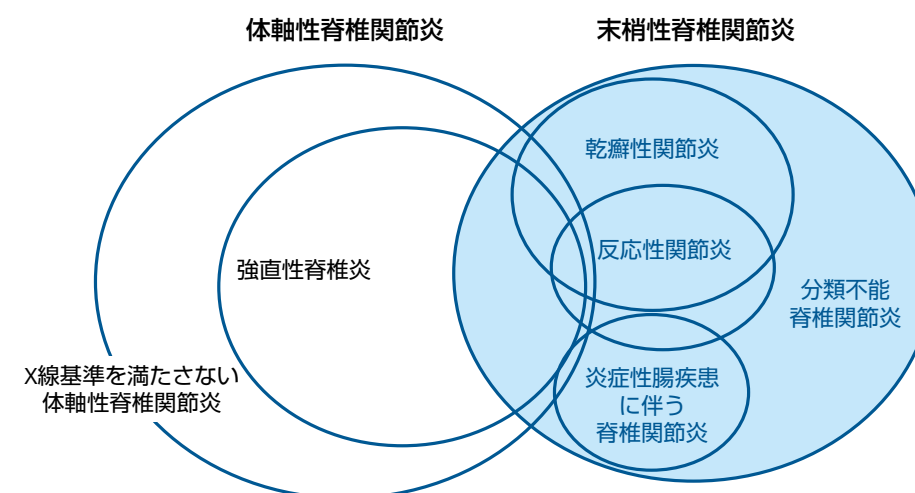 体軸性脊椎関節炎
末梢性脊椎関節炎
乾癬性関節炎
反応性関節炎
強直性脊椎炎
分類不能
脊椎関節炎
X線基準を満たさない
体軸性脊椎関節炎
炎症性腸疾患
に伴う
脊椎関節炎